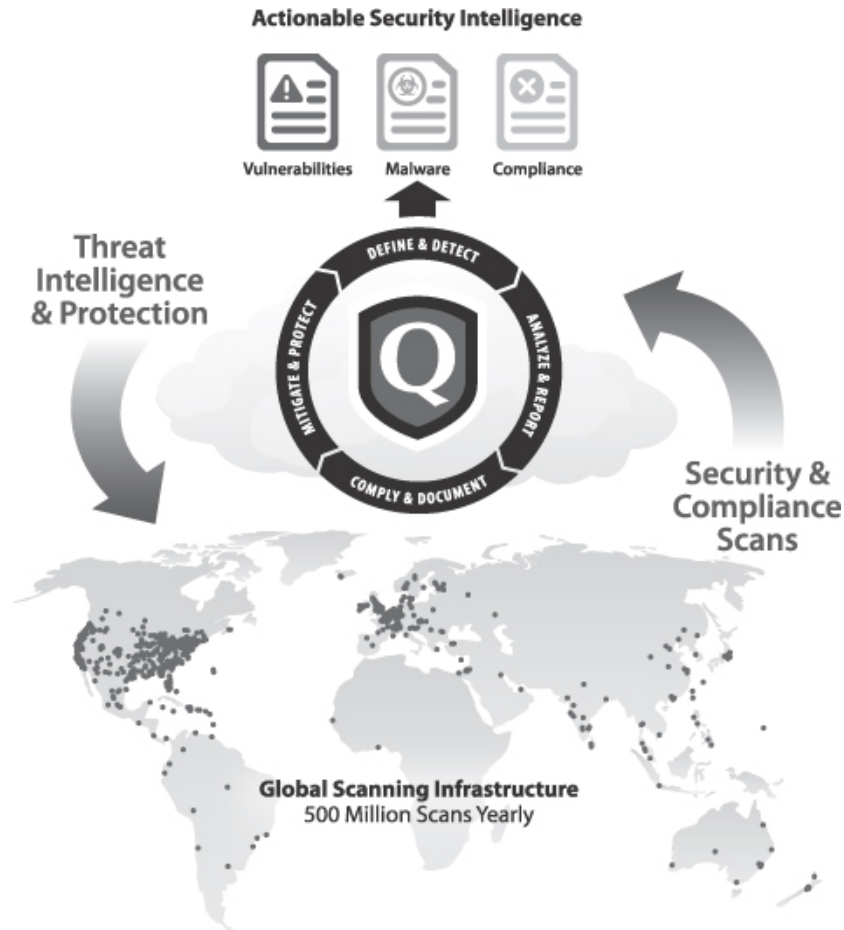 Actionable Security Intelligence
Vulnerabilities
Malware
Compliance
Threat
Intelligence
& Protection
DEFINE & DETECT
ANALYZE & REPORT
COMPLY & DOCUMENT
MITIGATE & PROTECT
Q
Security &
Compliance
Scans
Global Scanning Infrastructure
500 Million Scans Yearly